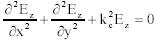 ∂²E_z/∂x² + ∂²E_z/∂y² + k_c²E_z = 0